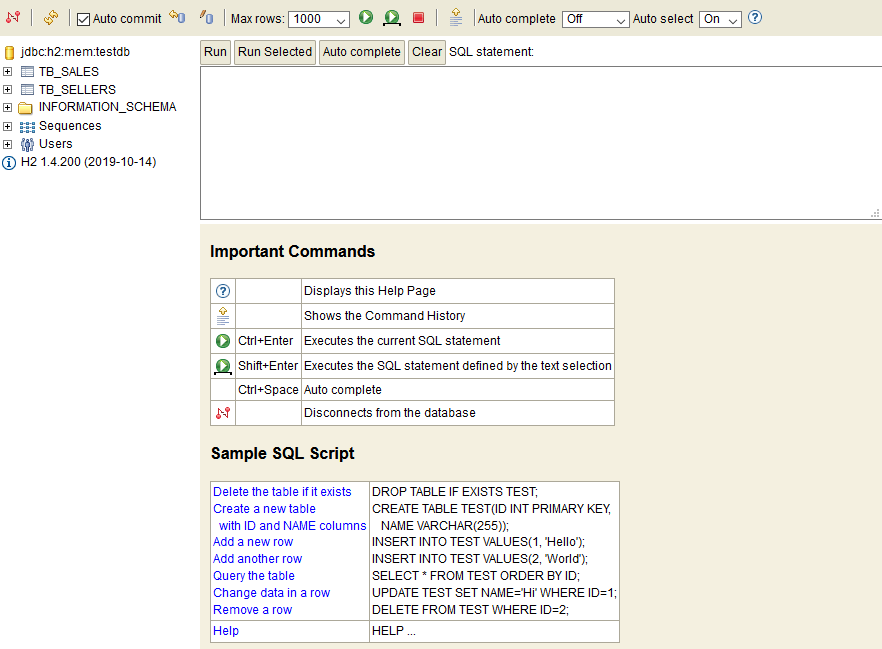 Auto commit Max rows: 1000 Auto complete Off Auto select On ?
jdbc:h2:mem:testdb
TB_SALES
TB_SELLERS
INFORMATION_SCHEMA
Sequences
Users
H2 1.4.200 (2019-10-14)
Run Run Selected Auto complete Clear SQL statement:
Important Commands
? Displays this Help Page
Shows the Command History
Ctrl+Enter Executes the current SQL statement
Shift+Enter Executes the SQL statement defined by the text selection
Ctrl+Space Auto complete
Disconnects from the database
Sample SQL Script
Delete the table if it exists DROP TABLE IF EXISTS TEST;
Create a new table CREATE TABLE TEST(ID INT PRIMARY KEY,
with ID and NAME columns NAME VARCHAR(255));
Add a new row INSERT INTO TEST VALUES(1, 'Hello');
Add another row INSERT INTO TEST VALUES(2, 'World');
Query the table SELECT * FROM TEST ORDER BY ID;
Change data in a row UPDATE TEST SET NAME='Hi' WHERE ID=1;
Remove a row DELETE FROM TEST WHERE ID=2;
Help HELP ...